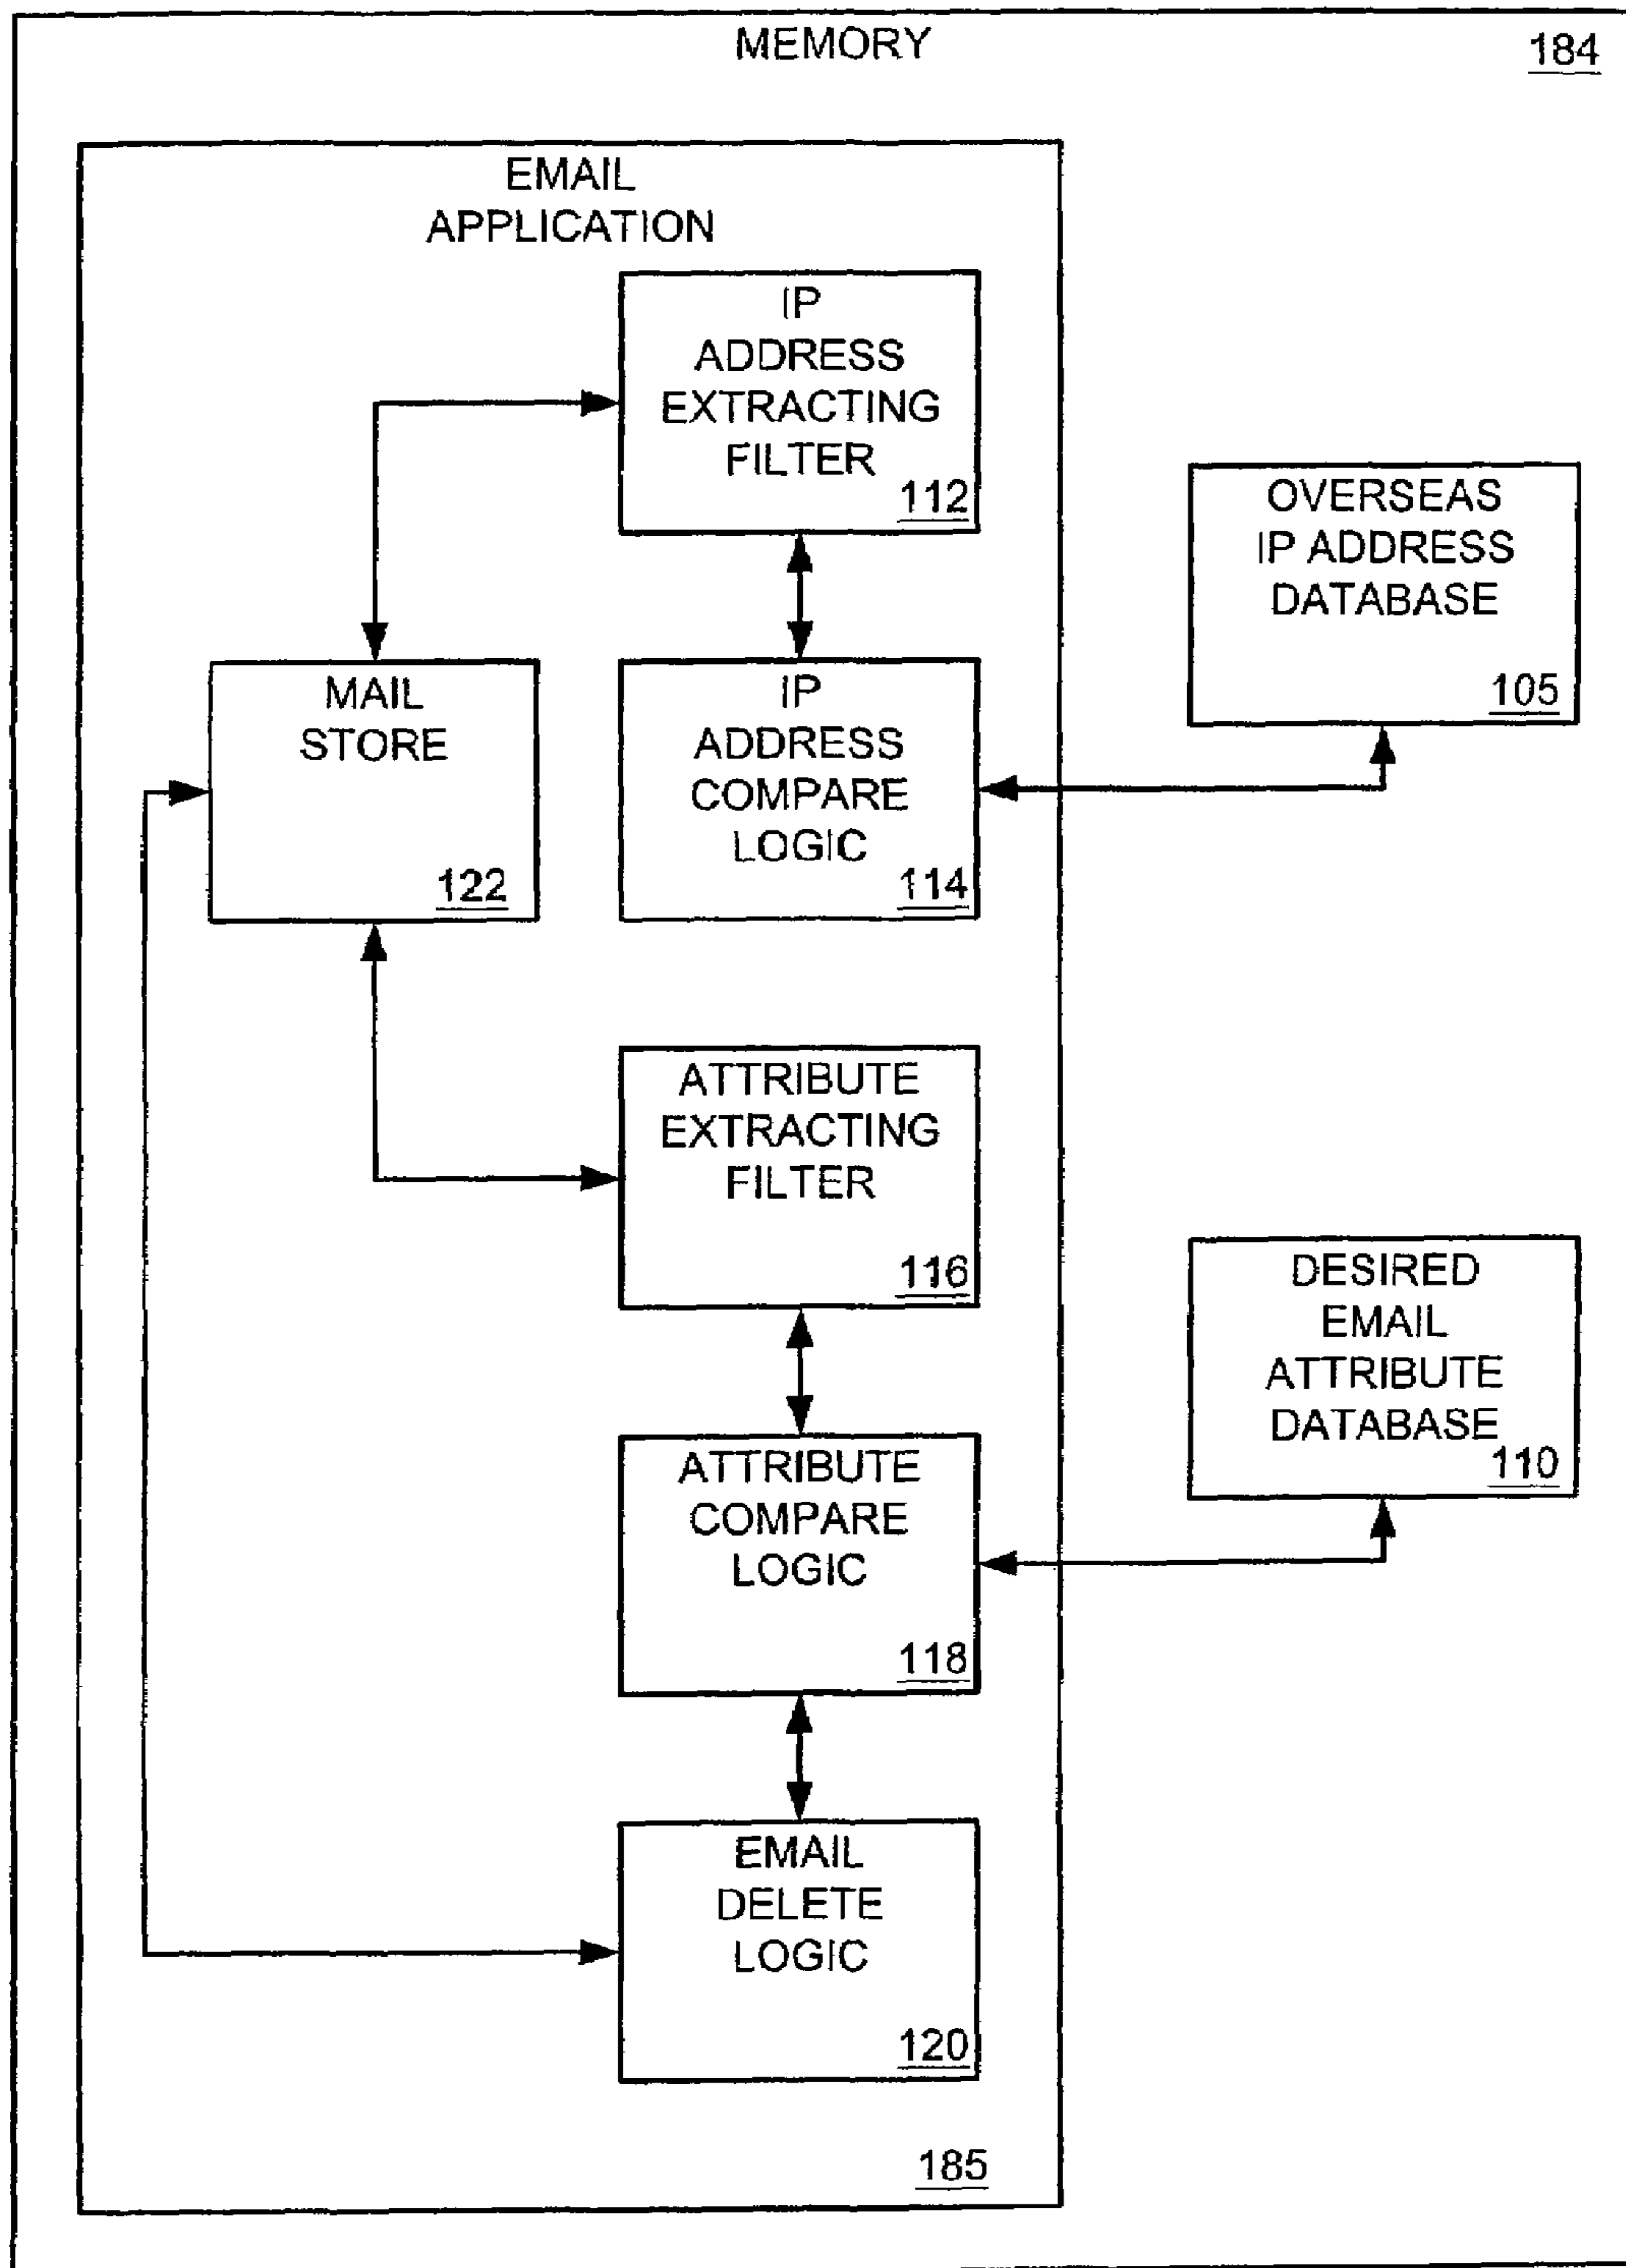 MEMORY
184
EMAIL
APPLICATION
IP
ADDRESS
EXTRACTING
FILTER
112
OVERSEAS
IP ADDRESS
DATABASE
105
MAIL
STORE
122
IP
ADDRESS
COMPARE
LOGIC
114
ATTRIBUTE
EXTRACTING
FILTER
116
DESIRED
EMAIL
ATTRIBUTE
DATABASE
110
ATTRIBUTE
COMPARE
LOGIC
118
EMAIL
DELETE
LOGIC
120
185